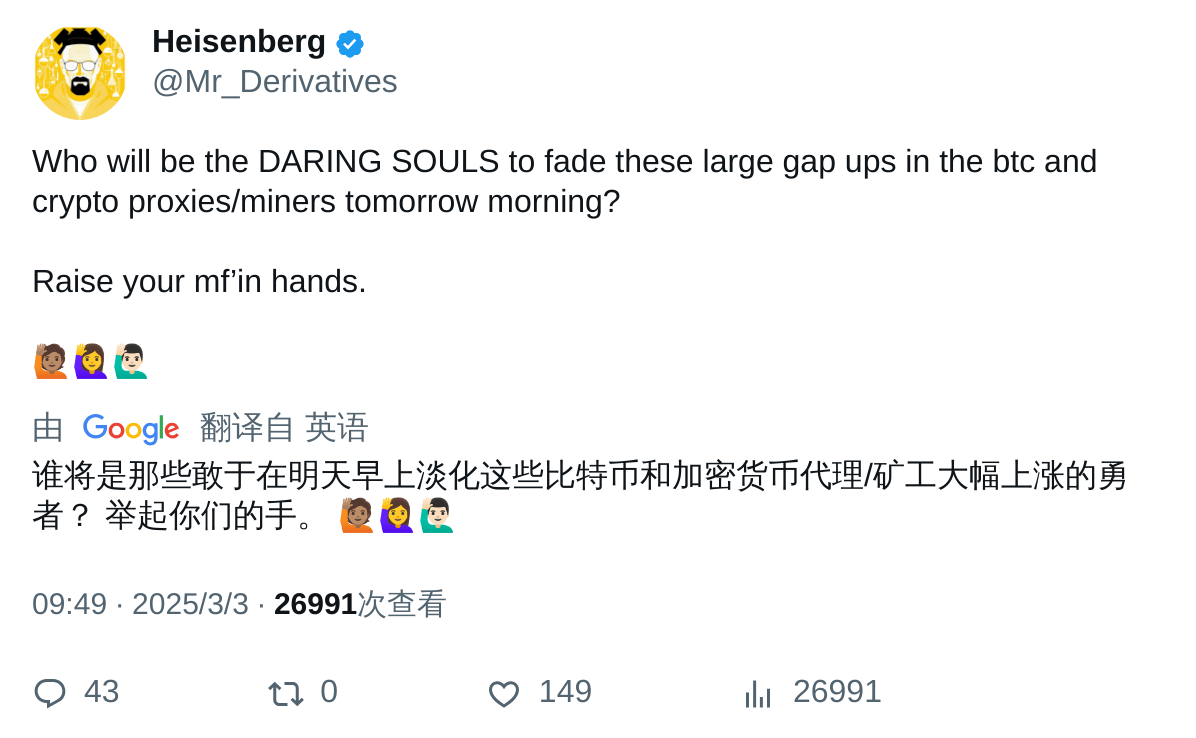 Heisenberg
@Mr_Derivatives
Who will be the DARING SOULS to fade these large gap ups in the btc and
crypto proxies/miners tomorrow morning?
Raise your mf’in hands.
🙋🏽🙋‍♀️🙋🏻‍♂️
由 Google 翻译自 英语
谁将是那些敢于在明天早上淡化这些比特币和加密货币代理/矿工大幅上涨的勇
者？ 举起你们的手。 🙋🏽🙋‍♀️🙋🏻‍♂️
09:49 · 2025/3/3 · 26991次查看
43 0 149 26991